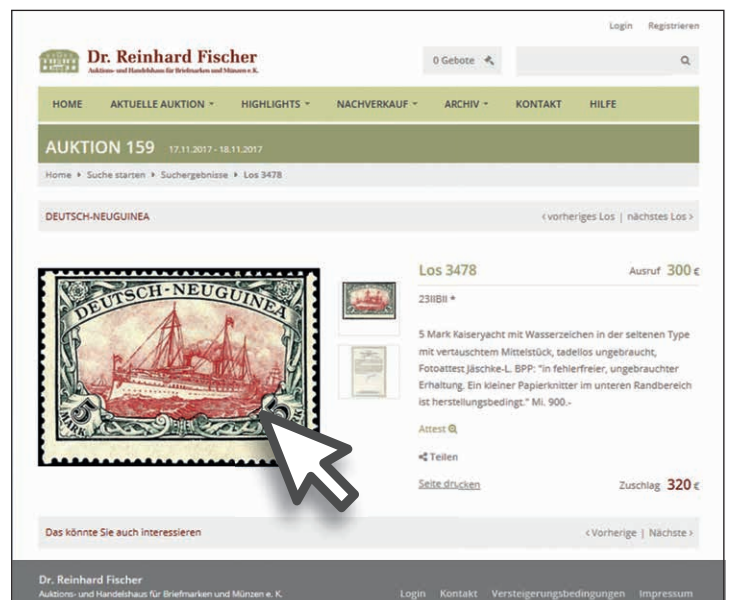 Login Registrieren
Dr. Reinhard Fischer
Auktions- und Handelshaus für Briefmarken und Münzen e. K.
0 Gebote
HOME AKTUELLE AUKTION HIGHLIGHTS NACHVERKAUF ARCHIV KONTAKT HILFE
AUKTION 159 17.11.2017 - 18.11.2017
Home Suche starten Suchergebnisse Los 3478
DEUTSCH-NEUGUINEA ‹ vorheriges Los | nächstes Los ›
DEUTSCH-NEUGUINEA
5 MARK
5 MARK
Los 3478 Ausruf 300 €
23IIBII *
5 Mark Kaiseryacht mit Wasserzeichen in der seltenen Type
mit vertauschtem Mittelstück, tadellos ungebraucht,
Fotoattest Jäschke-L. BPP: "in fehlerfreier, ungebrauchter
Erhaltung. Ein kleiner Papierknitter im unteren Randbereich
ist herstellungsbedingt." Mi. 900.-
Attest
Teilen
Seite drucken Zuschlag 320 €
Das könnte Sie auch interessieren ‹ Vorherige | Nächste ›
Dr. Reinhard Fischer
Auktions- und Handelshaus für Briefmarken und Münzen e. K. Login Kontakt Versteigerungsbedingungen Impressum